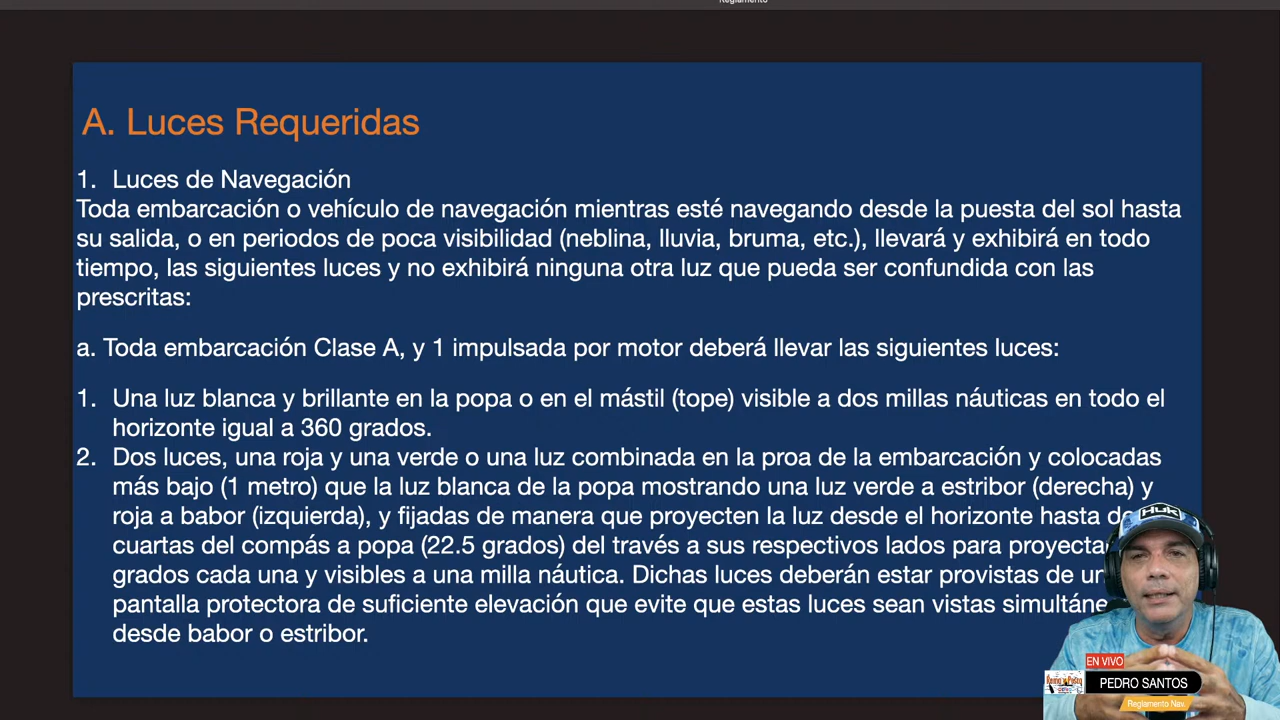 Reglamento
A. Luces Requeridas
1. Luces de Navegación
Toda embarcación o vehículo de navegación mientras esté navegando desde la puesta del sol hasta
su salida, o en periodos de poca visibilidad (neblina, lluvia, bruma, etc.), llevará y exhibirá en todo
tiempo, las siguientes luces y no exhibirá ninguna otra luz que pueda ser confundida con las
prescritas:
a. Toda embarcación Clase A, y 1 impulsada por motor deberá llevar las siguientes luces:
1. Una luz blanca y brillante en la popa o en el mástil (tope) visible a dos millas náuticas en todo el
horizonte igual a 360 grados.
2. Dos luces, una roja y una verde o una luz combinada en la proa de la embarcación y colocadas
más bajo (1 metro) que la luz blanca de la popa mostrando una luz verde a estribor (derecha) y
roja a babor (izquierda), y fijadas de manera que proyecten la luz desde el horizonte hasta
cuartas del compás a popa (22.5 grados) del través a sus respectivos lados para
grados cada una y visibles a una milla náutica. Dichas luces deberán estar provistas de
pantalla protectora de suficiente elevación que evite que estas luces sean vistas
desde babor o estribor.
HUK
EN VIVO
PEDRO SANTOS
Reglamento Nav.